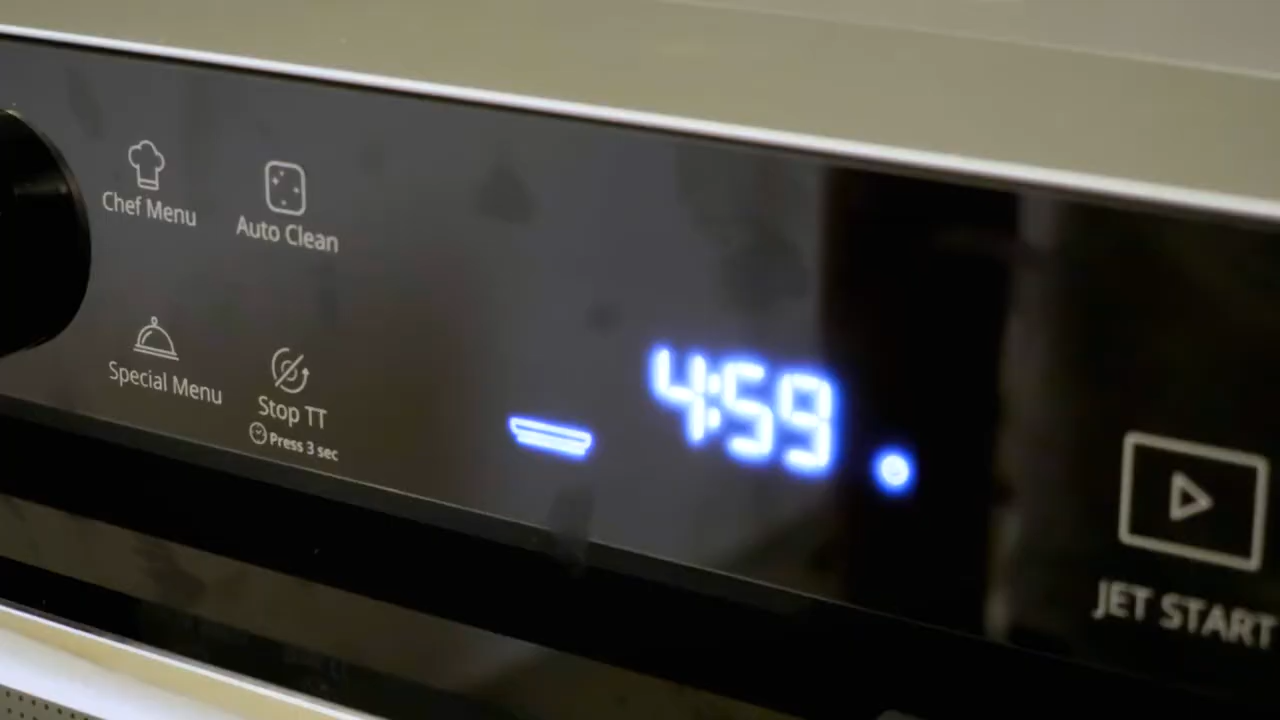 Chef Menu
Auto Clean
Special Menu
Stop TT
Press 3 sec
4:59
JET START